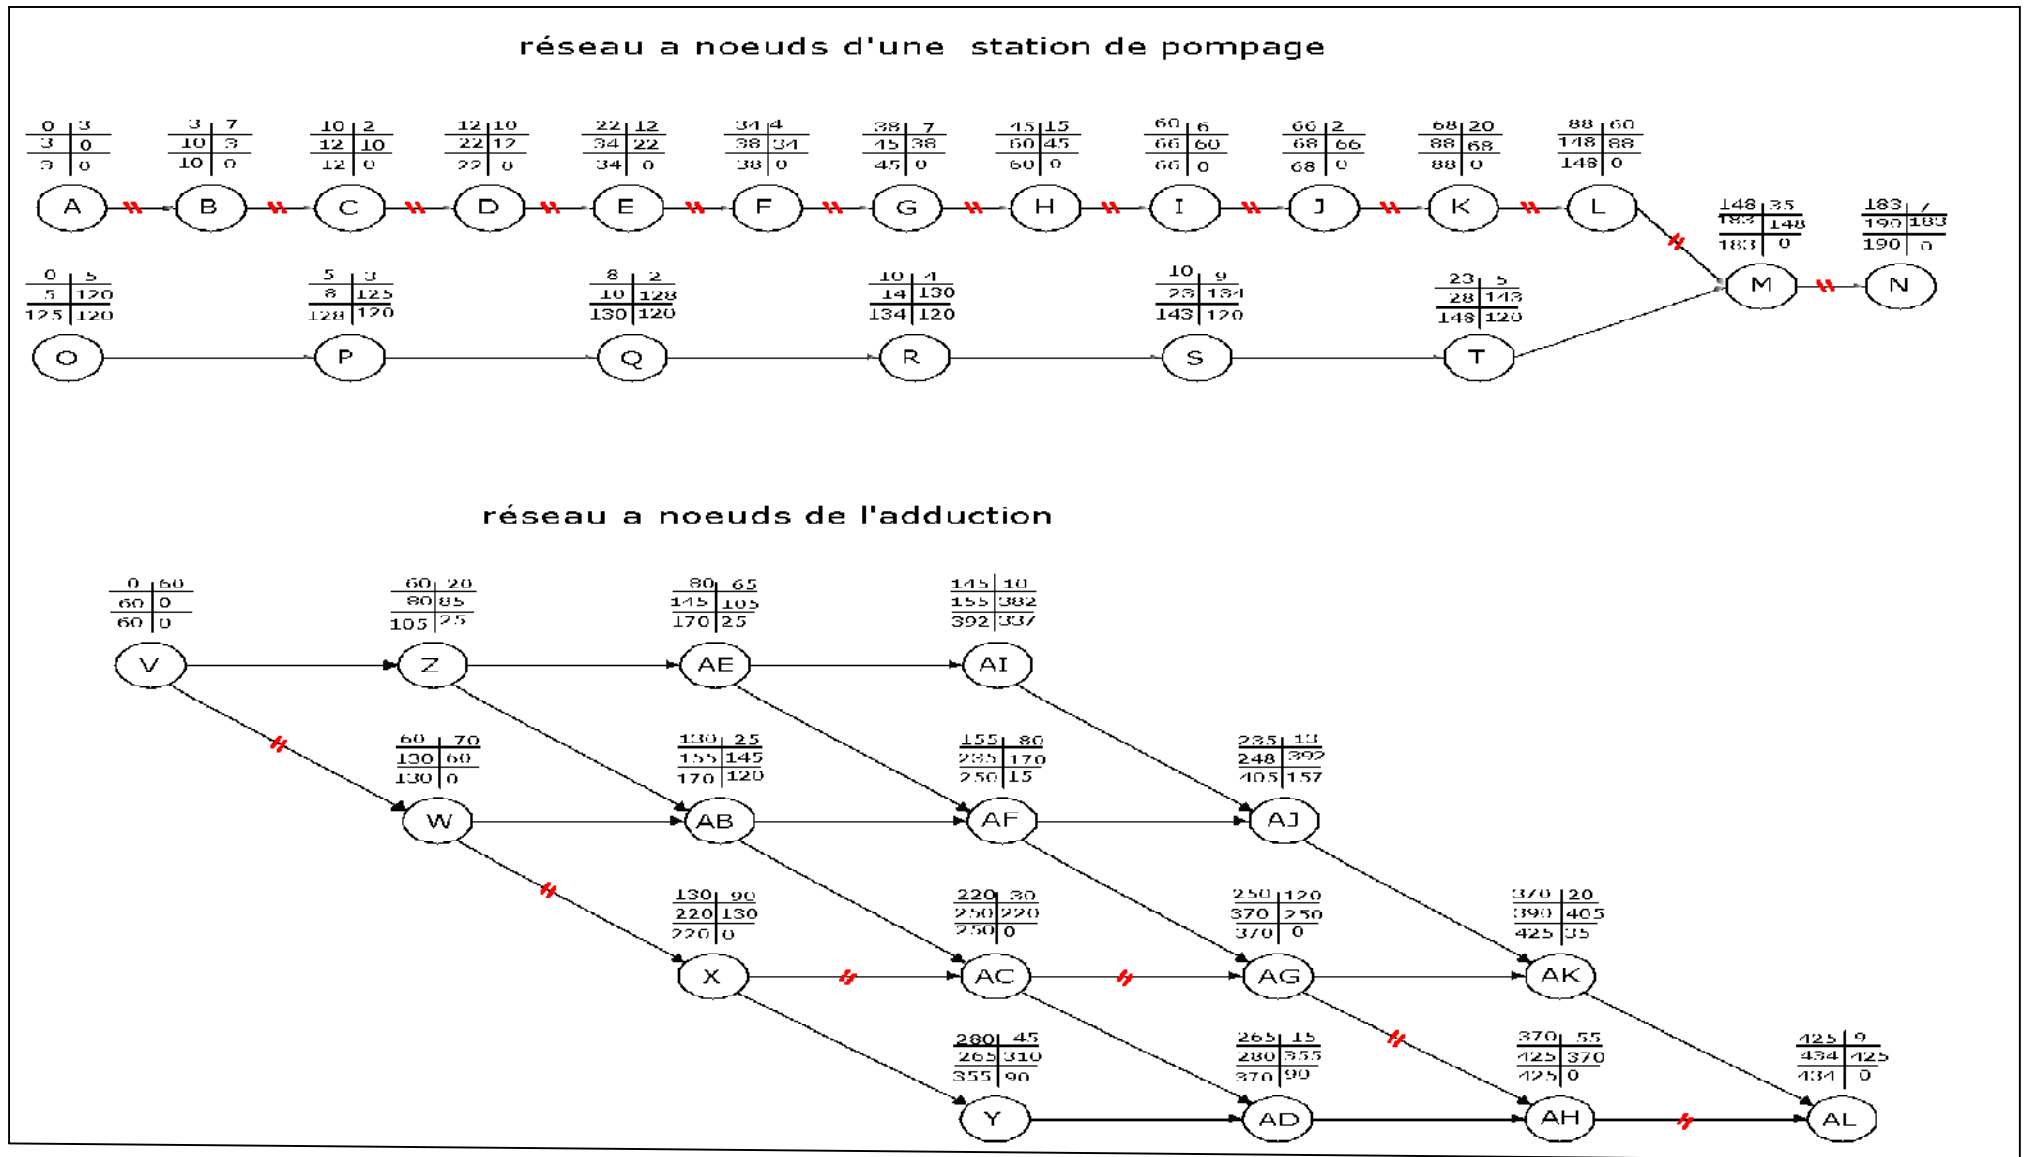 réseau a noeuds d'une station de pompage
0 3 3 7 10 2 12 10 22 12 34 4 38 7 45 15 60 6 66 2 68 20 88 60
3 0 10 3 12 10 22 12 34 22 38 34 45 38 60 45 66 60 68 66 88 68 148 88
3 0 10 0 12 0 22 0 34 0 38 0 45 0 60 0 66 0 68 0 88 0 148 0
A B C D E F G H I J K L
148 35 183 7
183 148 190 183
183 0 190 0
M N
0 5 5 3 8 2 10 4 10 9 23 5
5 120 8 125 10 128 14 130 23 134 28 143
125 120 128 120 130 120 134 120 143 120 148 120
O P Q R S T
réseau a noeuds de l'adduction
0 60 60 20 80 65 145 10
60 0 80 85 145 105 155 382
60 0 105 25 170 25 392 337
V Z AE AI
60 70 130 25 155 80 235 13
130 60 155 145 235 170 248 392
130 0 170 120 250 15 405 157
W AB AF AJ
130 90 220 30 250 120 370 20
220 130 250 220 370 250 390 405
220 0 250 0 370 0 425 35
X AC AG AK
280 45 265 15 370 55 425 9
265 310 280 355 425 370 434 425
355 90 370 90 425 0 434 0
Y AD AH AL